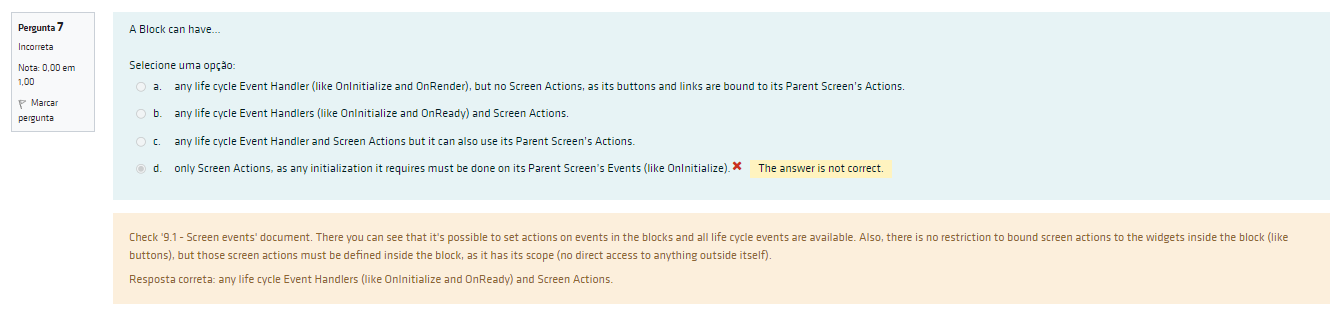 Pergunta 7
Incorreta
Nota: 0,00 em
1,00
Marcar
pergunta
A Block can have...
Selecione uma opção:
a. any life cycle Event Handler (like OnInitialize and OnRender), but no Screen Actions, as its buttons and links are bound to its Parent Screen's Actions.
b. any life cycle Event Handlers (like OnInitialize and OnReady) and Screen Actions.
c. any life cycle Event Handler and Screen Actions but it can also use its Parent Screen's Actions.
d. only Screen Actions, as any initialization it requires must be done on its Parent Screen's Events (like OnInitialize). The answer is not correct.
Check '9.1 - Screen events' document. There you can see that it's possible to set actions on events in the blocks and all life cycle events are available. Also, there is no restriction to bound screen actions to the widgets inside the block (like
buttons), but those screen actions must be defined inside the block, as it has its scope (no direct access to anything outside itself).
Resposta correta: any life cycle Event Handlers (like OnInitialize and OnReady) and Screen Actions.